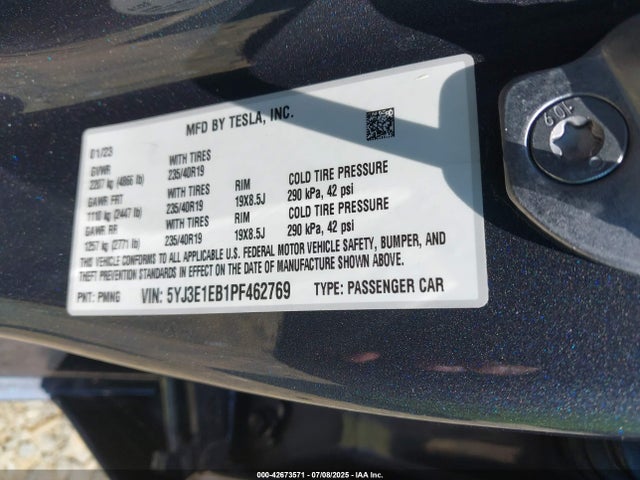 MFD BY TESLA, INC.
01/23
GVWR WITH TIRES
2207 kg (4866 lb) 235/40R19 RIM COLD TIRE PRESSURE
GAWR FRT WITH TIRES 19X8.5J 290 kPa, 42 psi
1110 kg (2447 lb) 235/40R19 RIM COLD TIRE PRESSURE
GAWR RR WITH TIRES 19X8.5J 290 kPa, 42 psi
1257 kg (2771 lb) 235/40R19
THIS VEHICLE CONFORMS TO ALL APPLICABLE U.S. FEDERAL MOTOR VEHICLE SAFETY, BUMPER, AND
THEFT PREVENTION STANDARDS IN EFFECT ON THE DATE OF MANUFACTURE SHOWN ABOVE.
PNT: PMNG VIN: 5YJ3E1EB1PF462769 TYPE: PASSENGER CAR
10.9
000-42673571 - 07/08/2025 - IAA Inc.